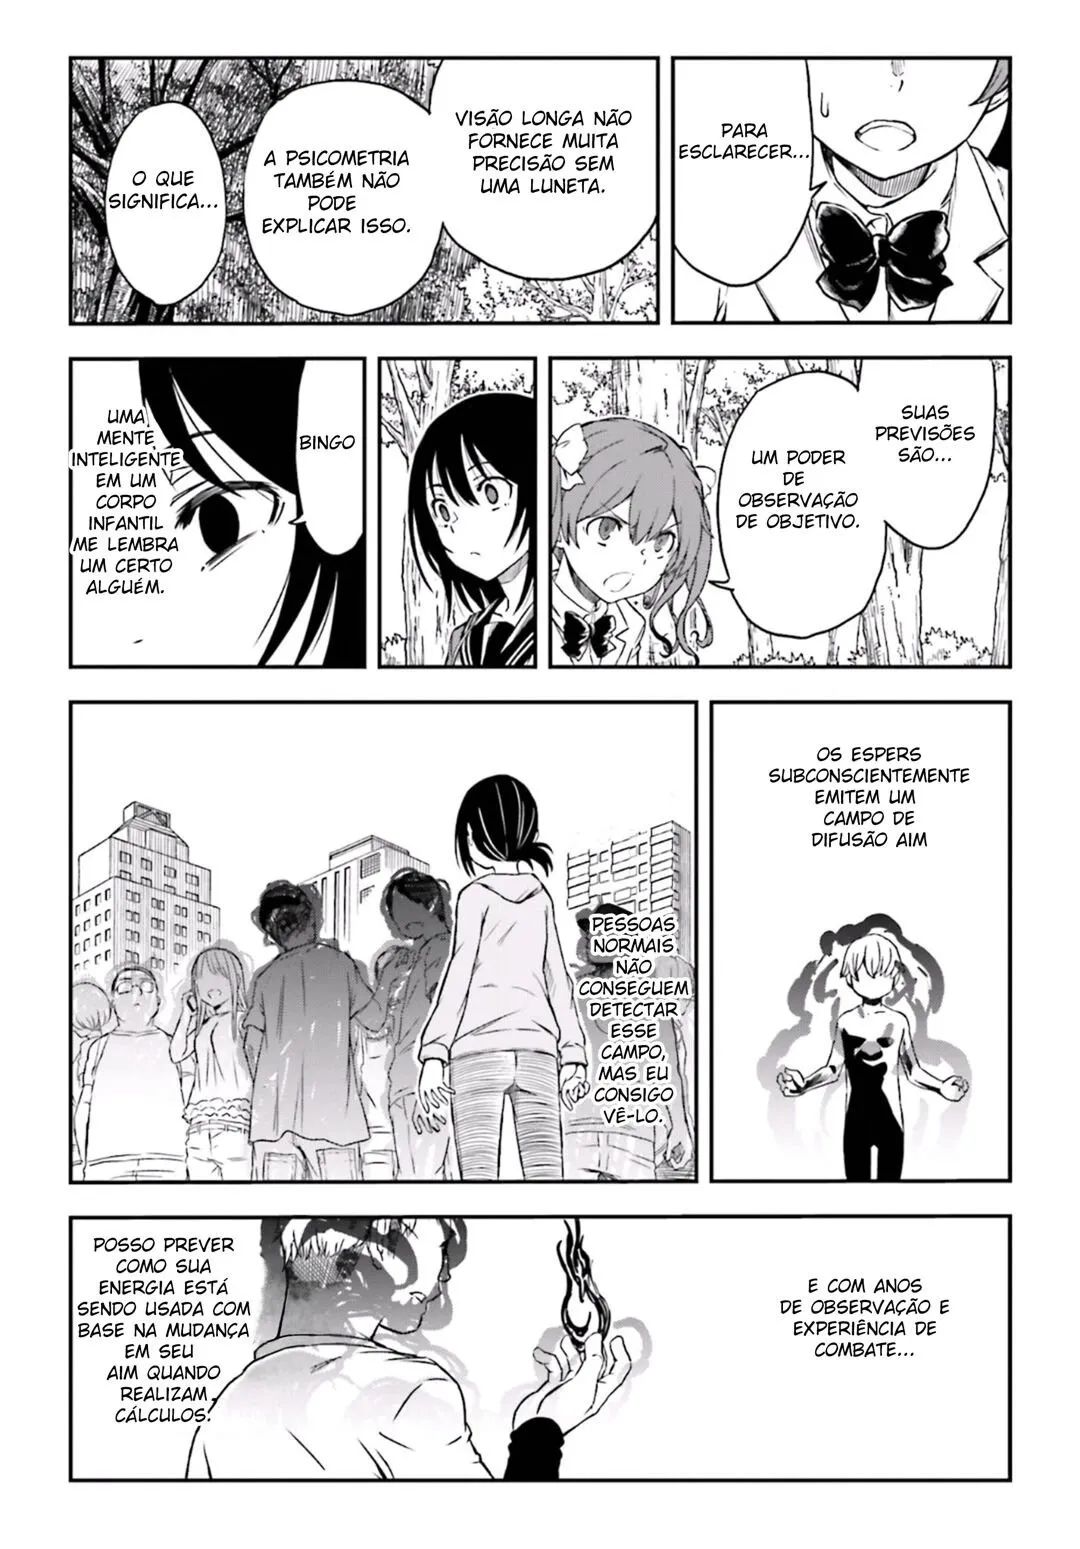 PARA
ESCLARECER...
VISÃO LONGA NÃO
FORNECE MUITA
PRECISÃO SEM
UMA LUNETA.
A PSICOMETRIA
TAMBÉM NÃO
PODE
EXPLICAR ISSO.
O QUE
SIGNIFICA...
SUAS
PREVISÕES
SÃO...
UM PODER
DE
OBSERVAÇÃO
DE OBJETIVO.
BINGO
UMA
MENTE
INTELIGENTE
EM UM
CORPO
INFANTIL
ME LEMBRA
UM CERTO
ALGUÉM.
OS ESPERS
SUBCONSCIENTEMENTE
EMITEM UM
CAMPO DE
DIFUSÃO AIM
PESSOAS
NORMAIS
NÃO
CONSEGUEM
DETECTAR
ESSE
CAMPO,
MAS EU
CONSIGO
VÊ-LO.
E COM ANOS
DE OBSERVAÇÃO E
EXPERIÊNCIA DE
COMBATE...
POSSO PREVER
COMO SUA
ENERGIA ESTÁ
SENDO USADA COM
BASE NA MUDANÇA
EM SEU
AIM QUANDO
REALIZAM
CÁLCULOS.